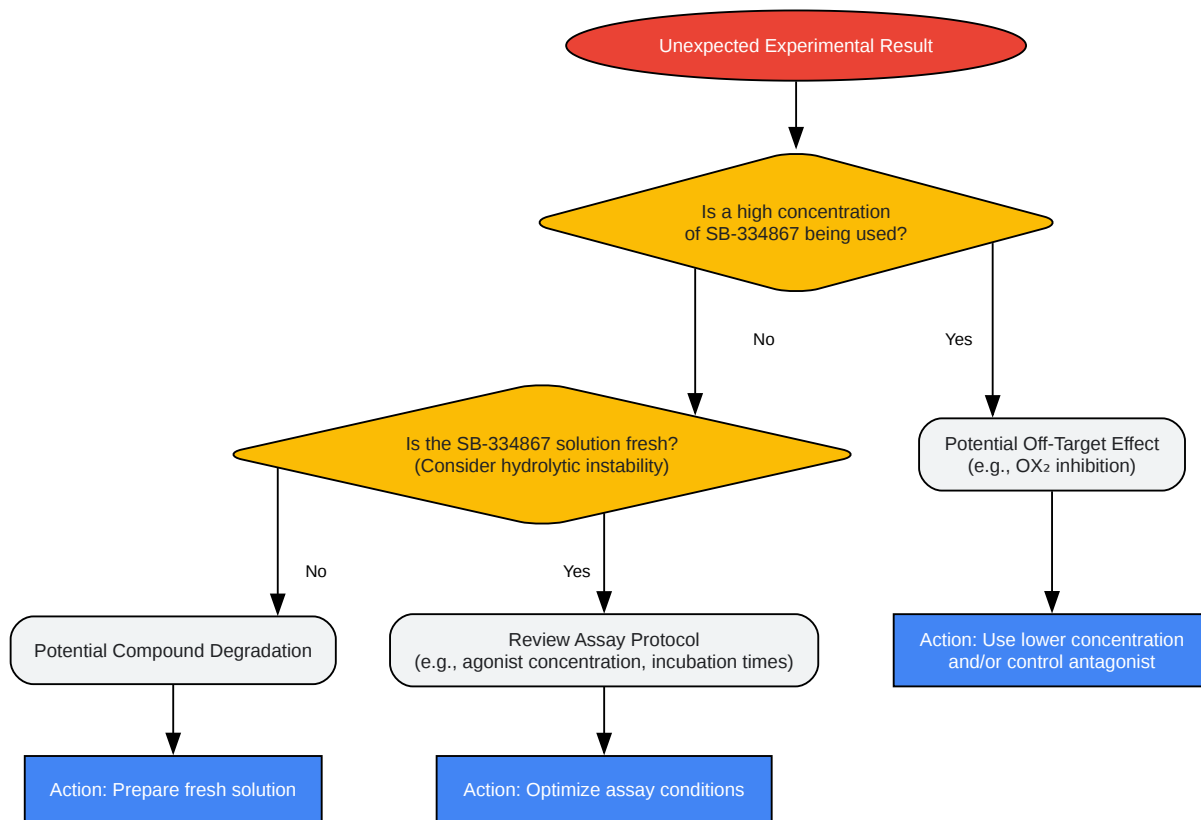 Unexpected Experimental Result
Is a high concentration
of SB-334867 being used?
No
Yes
Is the SB-334867 solution fresh?
(Consider hydrolytic instability)
Potential Off-Target Effect
(e.g., OX₂ inhibition)
No
Yes
Potential Compound Degradation
Review Assay Protocol
(e.g., agonist concentration, incubation times)
Action: Use lower concentration
and/or control antagonist
Action: Prepare fresh solution
Action: Optimize assay conditions